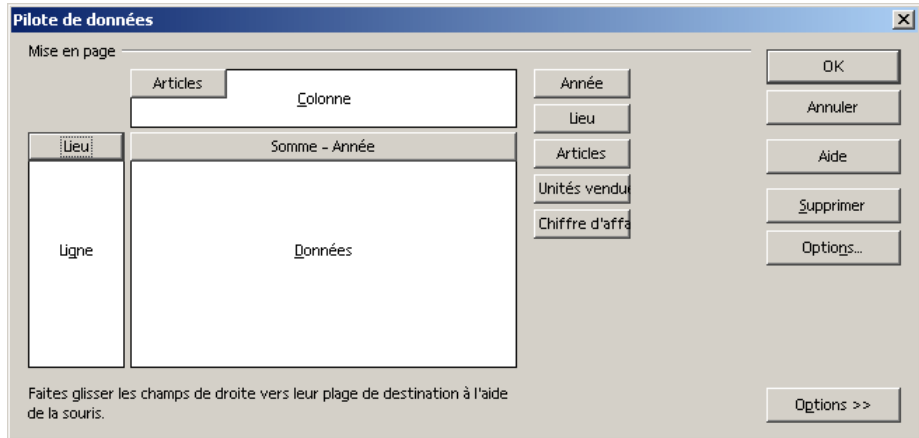 Pilote de données
Mise en page
Articles
Colonne
Lieu
Somme - Année
Ligne
Données
Année
Lieu
Articles
Unités vendu
Chiffre d'affa
OK
Annuler
Aide
Supprimer
Options...
Faites glisser les champs de droite vers leur plage de destination à l'aide
de la souris.
Options >>